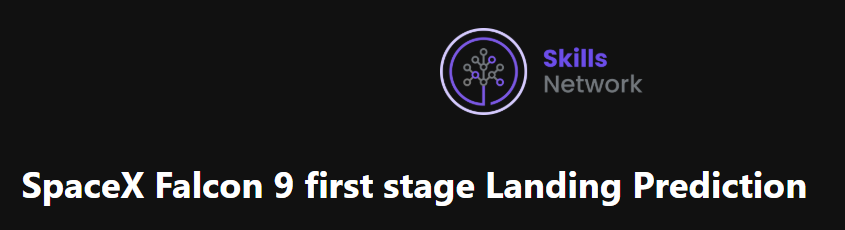 Skills
Network
SpaceX Falcon 9 first stage Landing Prediction